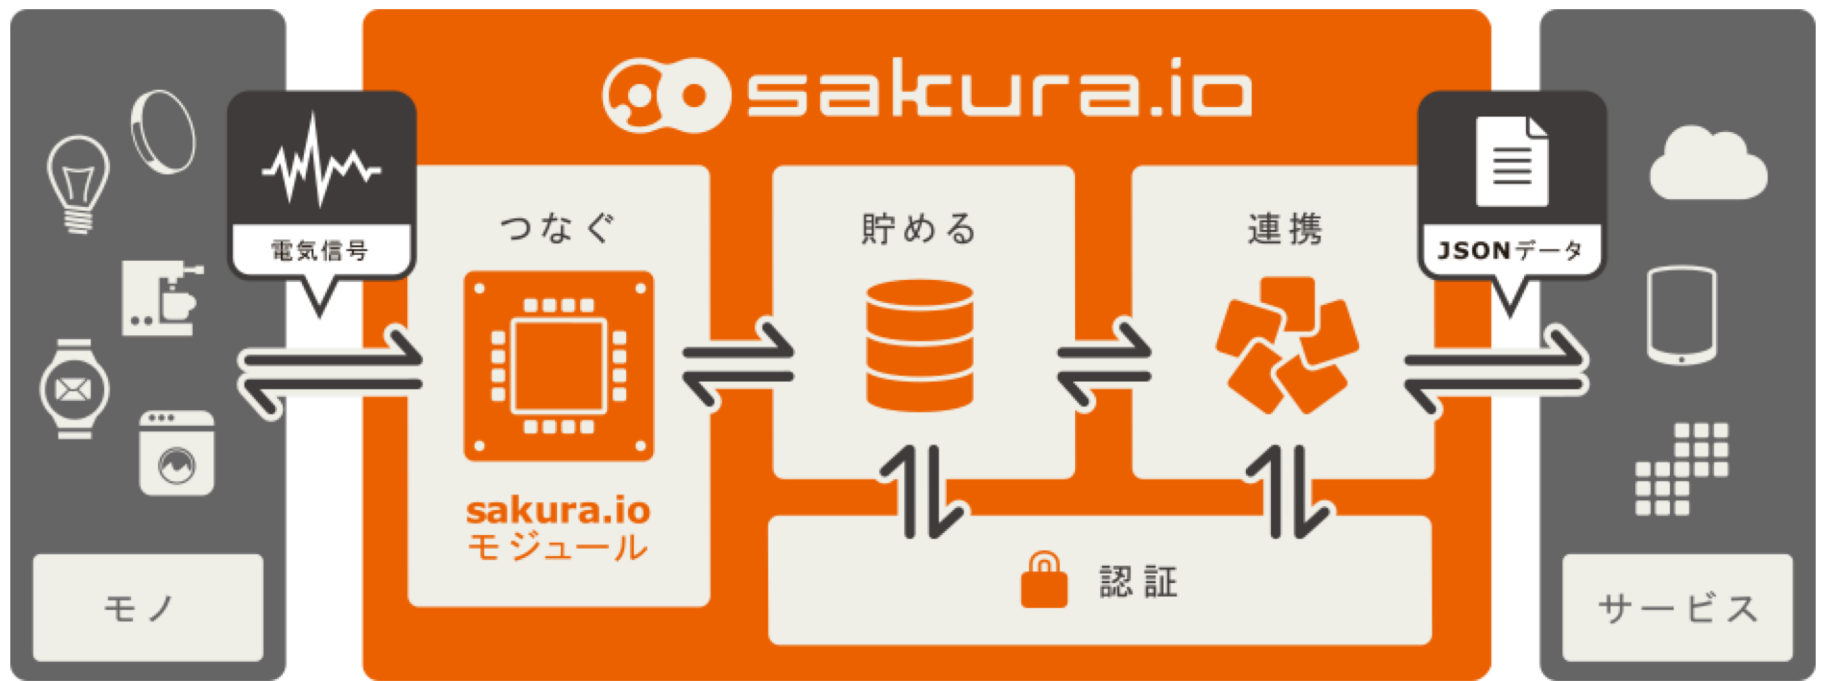 sakura.io
電気信号
つなぐ
貯める
連携
JSONデータ
sakura.io
モジュール
認証
モノ
サービス